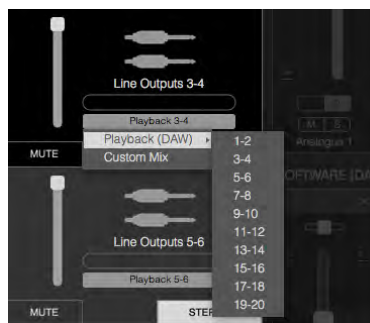 Line Outputs 3-4
Playback 3-4
Playback (DAW)
Custom Mix
MUTE
1-2
3-4
5-6
7-8
9-10
11-12
13-14
15-16
17-18
19-20
Line Outputs 5-6
Playback 5-6
MUTE
STE
M S
Analogue 1
OFTWARE (DA